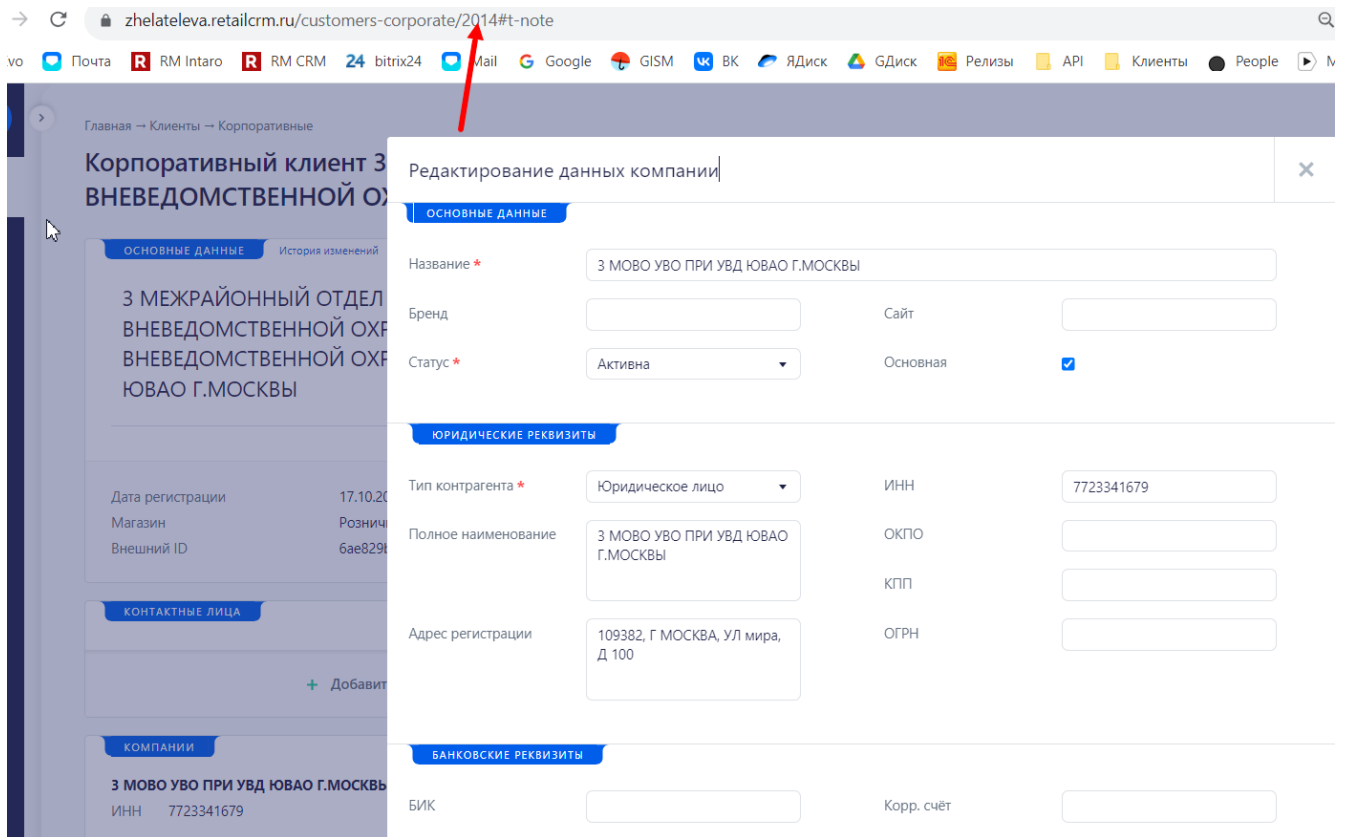 zhelateleva.retailcrm.ru/customers-corporate/2014#t-note
vo Почта RM Intaro RM CRM 24 bitrix24 Mail Google GISM ВК ЯДиск GДиск Релизы API Клиенты People
Главная → Клиенты → Корпоративные
Корпоративный клиент 3
ВНЕВЕДОМСТВЕННОЙ
ОСНОВНЫЕ ДАННЫЕ История изменений
3 МЕЖРАЙОННЫЙ ОТДЕЛ
ВНЕВЕДОМСТВЕННОЙ
ВНЕВЕДОМСТВЕННОЙ
ЮВАО Г.МОСКВЫ
Дата регистрации 17.10.20
Магазин Рознич
Внешний ID 6ae829
КОНТАКТНЫЕ ЛИЦА
+ Добавит
КОМПАНИИ
3 МОВО УВО ПРИ УВД ЮВАО Г.МОСКВЫ
ИНН 7723341679
Редактирование данных компании
ОСНОВНЫЕ ДАННЫЕ
Название * 3 МОВО УВО ПРИ УВД ЮВАО Г.МОСКВЫ
Бренд Сайт
Статус * Активна Основная
ЮРИДИЧЕСКИЕ РЕКВИЗИТЫ
Тип контрагента * Юридическое лицо ИНН 7723341679
Полное наименование 3 МОВО УВО ПРИ УВД ЮВАО ОКПО
Г.МОСКВЫ
КПП
Адрес регистрации 109382, Г МОСКВА, УЛ мира, ОГРН
Д 100
БАНКОВСКИЕ РЕКВИЗИТЫ
БИК Корр. счёт